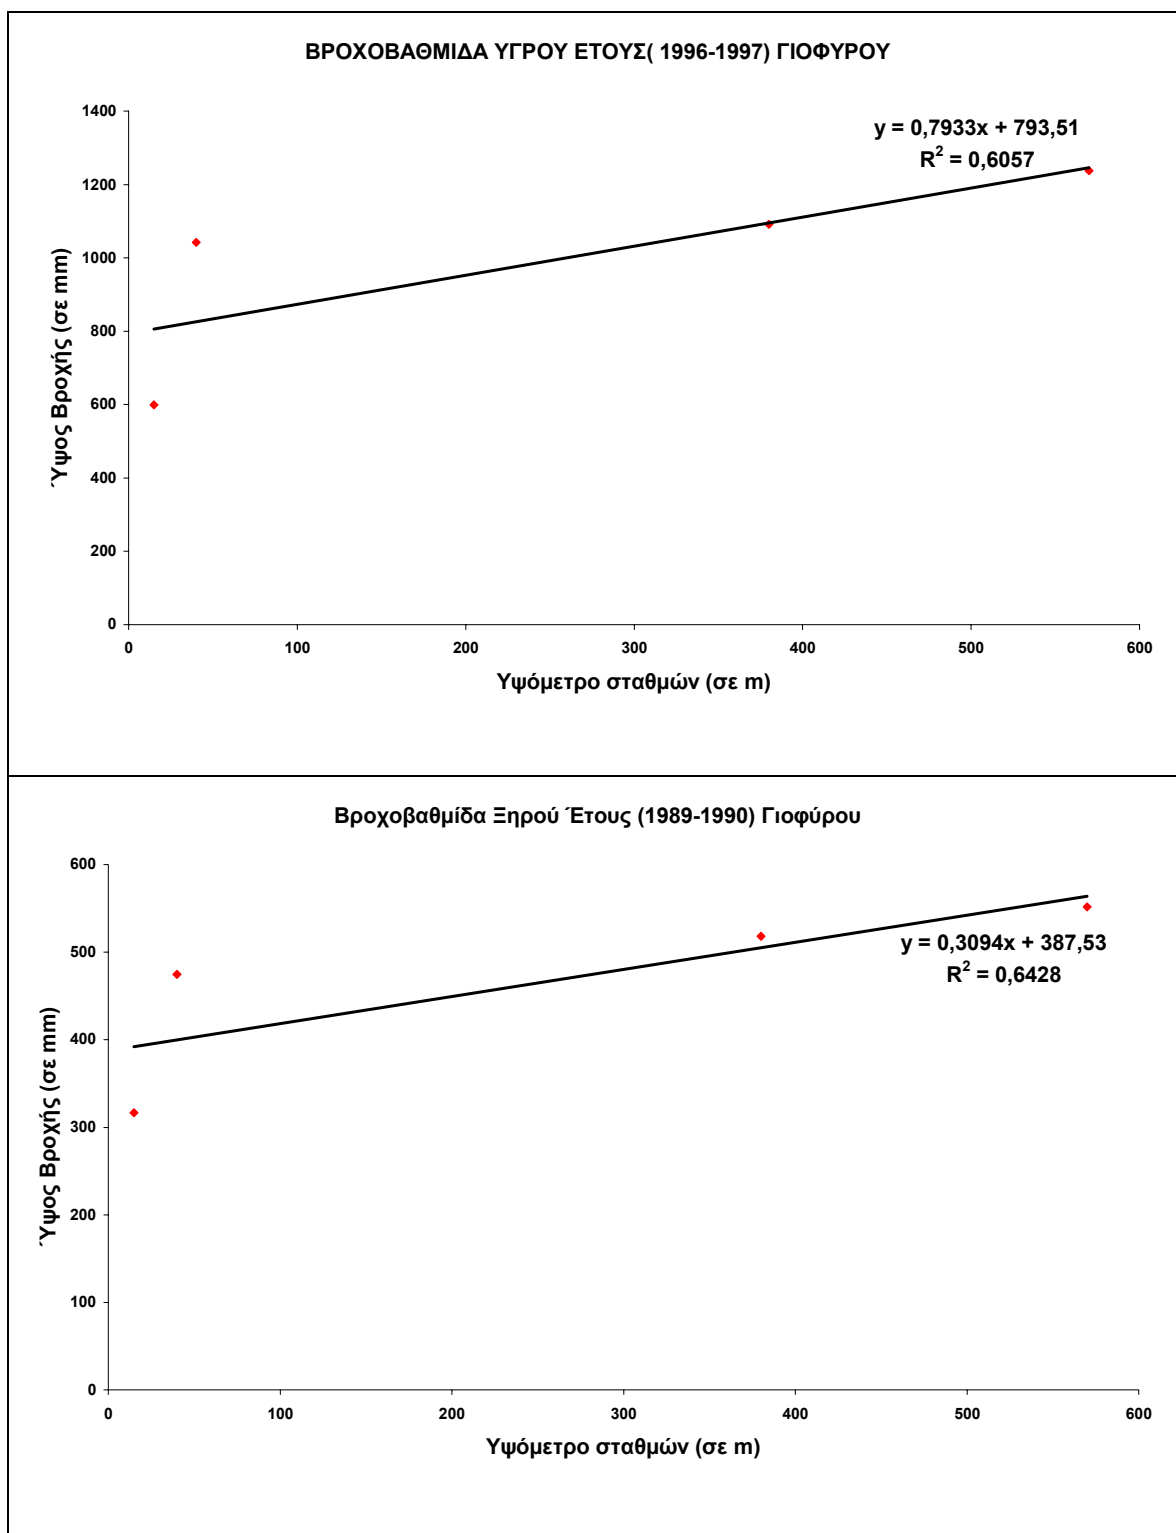 ΒΡΟΧΟΒΑΘΜΙΔΑ ΥΓΡΟΥ ΕΤΟΥΣ( 1996-1997) ΓΙΟΦΥΡΟΥ
y = 0,7933x + 793,51
R² = 0,6057
1400
1200
1000
800
600
400
200
0
Ύψος Βροχής (σε mm)
0 100 200 300 400 500 600
Υψόμετρο σταθμών (σε m)
Βροχοβαθμίδα Ξηρού Έτους (1989-1990) Γιοφύρου
600
500
400
300
200
100
0
Ύψος Βροχής (σε mm)
y = 0,3094x + 387,53
R² = 0,6428
0 100 200 300 400 500 600
Υψόμετρο σταθμών (σε m)